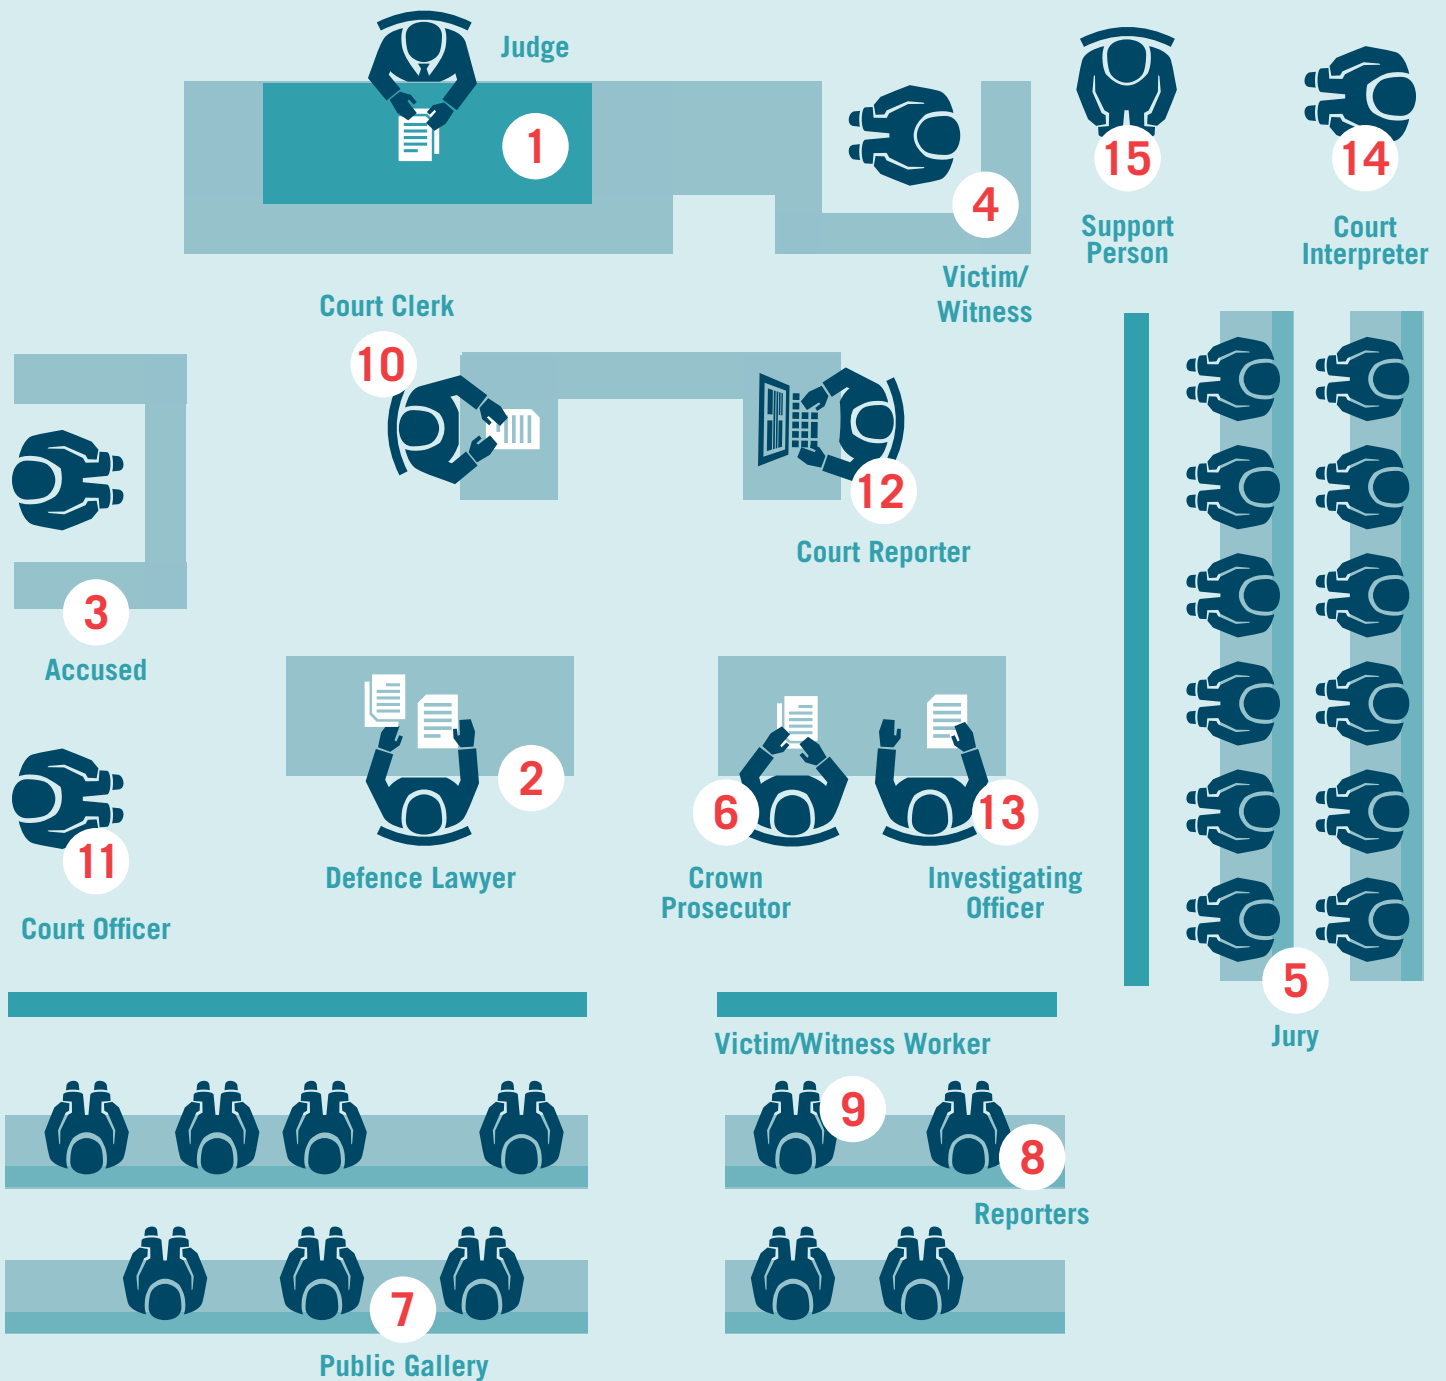 Judge
1
15
14
4
Support
Person
Court
Interpreter
Victim/
Witness
Court Clerk
10
12
Court Reporter
3
Accused
2
6
13
11
Defence Lawyer
Crown
Prosecutor
Investigating
Officer
Court Officer
5
Jury
Victim/Witness Worker
9
8
Reporters
7
Public Gallery